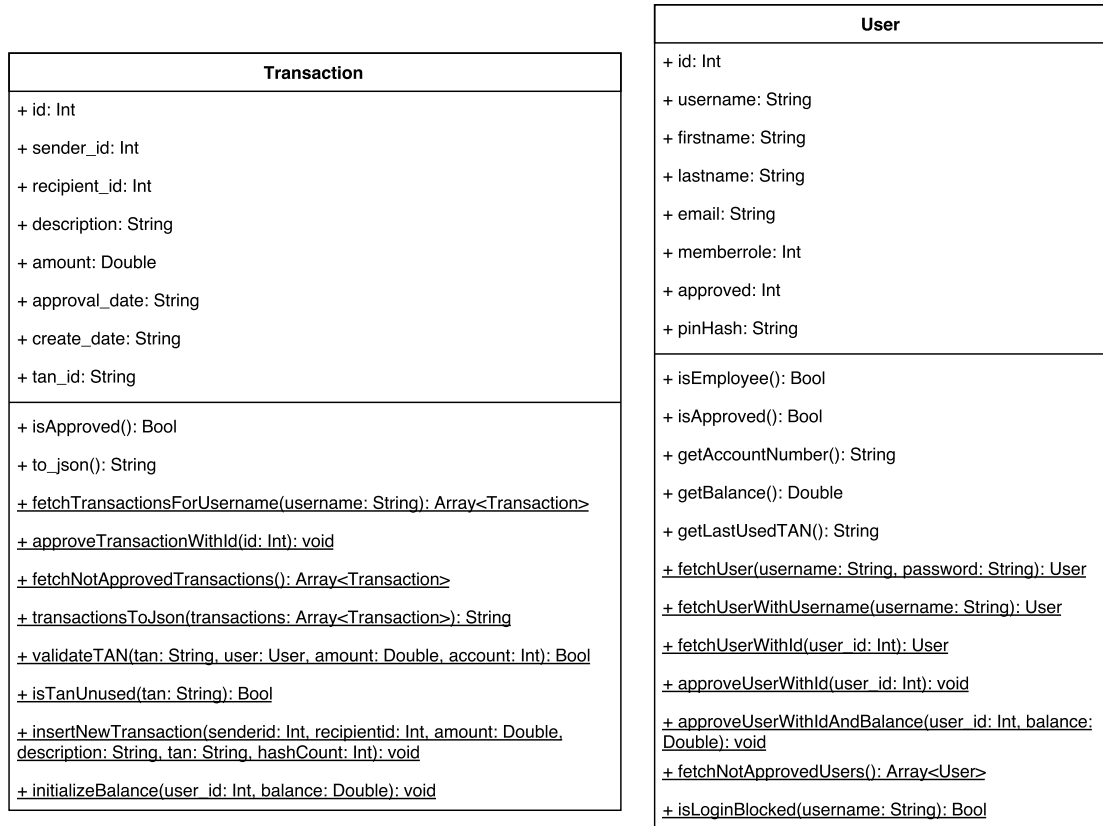 Transaction
+ id: Int
+ sender_id: Int
+ recipient_id: Int
+ description: String
+ amount: Double
+ approval_date: String
+ create_date: String
+ tan_id: String
+ isApproved(): Bool
+ to_json(): String
+ fetchTransactionsForUsername(username: String): Array<Transaction>
+ approveTransactionWithId(id: Int): void
+ fetchNotApprovedTransactions(): Array<Transaction>
+ transactionsToJson(transactions: Array<Transaction>): String
+ validateTAN(tan: String, user: User, amount: Double, account: Int): Bool
+ isTanUnused(tan: String): Bool
+ insertNewTransaction(senderid: Int, recipientid: Int, amount: Double,
description: String, tan: String, hashCount: Int): void
+ initializeBalance(user_id: Int, balance: Double): void
User
+ id: Int
+ username: String
+ firstname: String
+ lastname: String
+ email: String
+ memberrole: Int
+ approved: Int
+ pinHash: String
+ isEmployee(): Bool
+ isApproved(): Bool
+ getAccountNumber(): String
+ getBalance(): Double
+ getLastUsedTAN(): String
+ fetchUser(username: String, password: String): User
+ fetchUserWithUsername(username: String): User
+ fetchUserWithId(user_id: Int): User
+ approveUserWithId(user_id: Int): void
+ approveUserWithIdAndBalance(user_id: Int, balance:
Double): void
+ fetchNotApprovedUsers(): Array<User>
+ isLoginBlocked(username: String): Bool